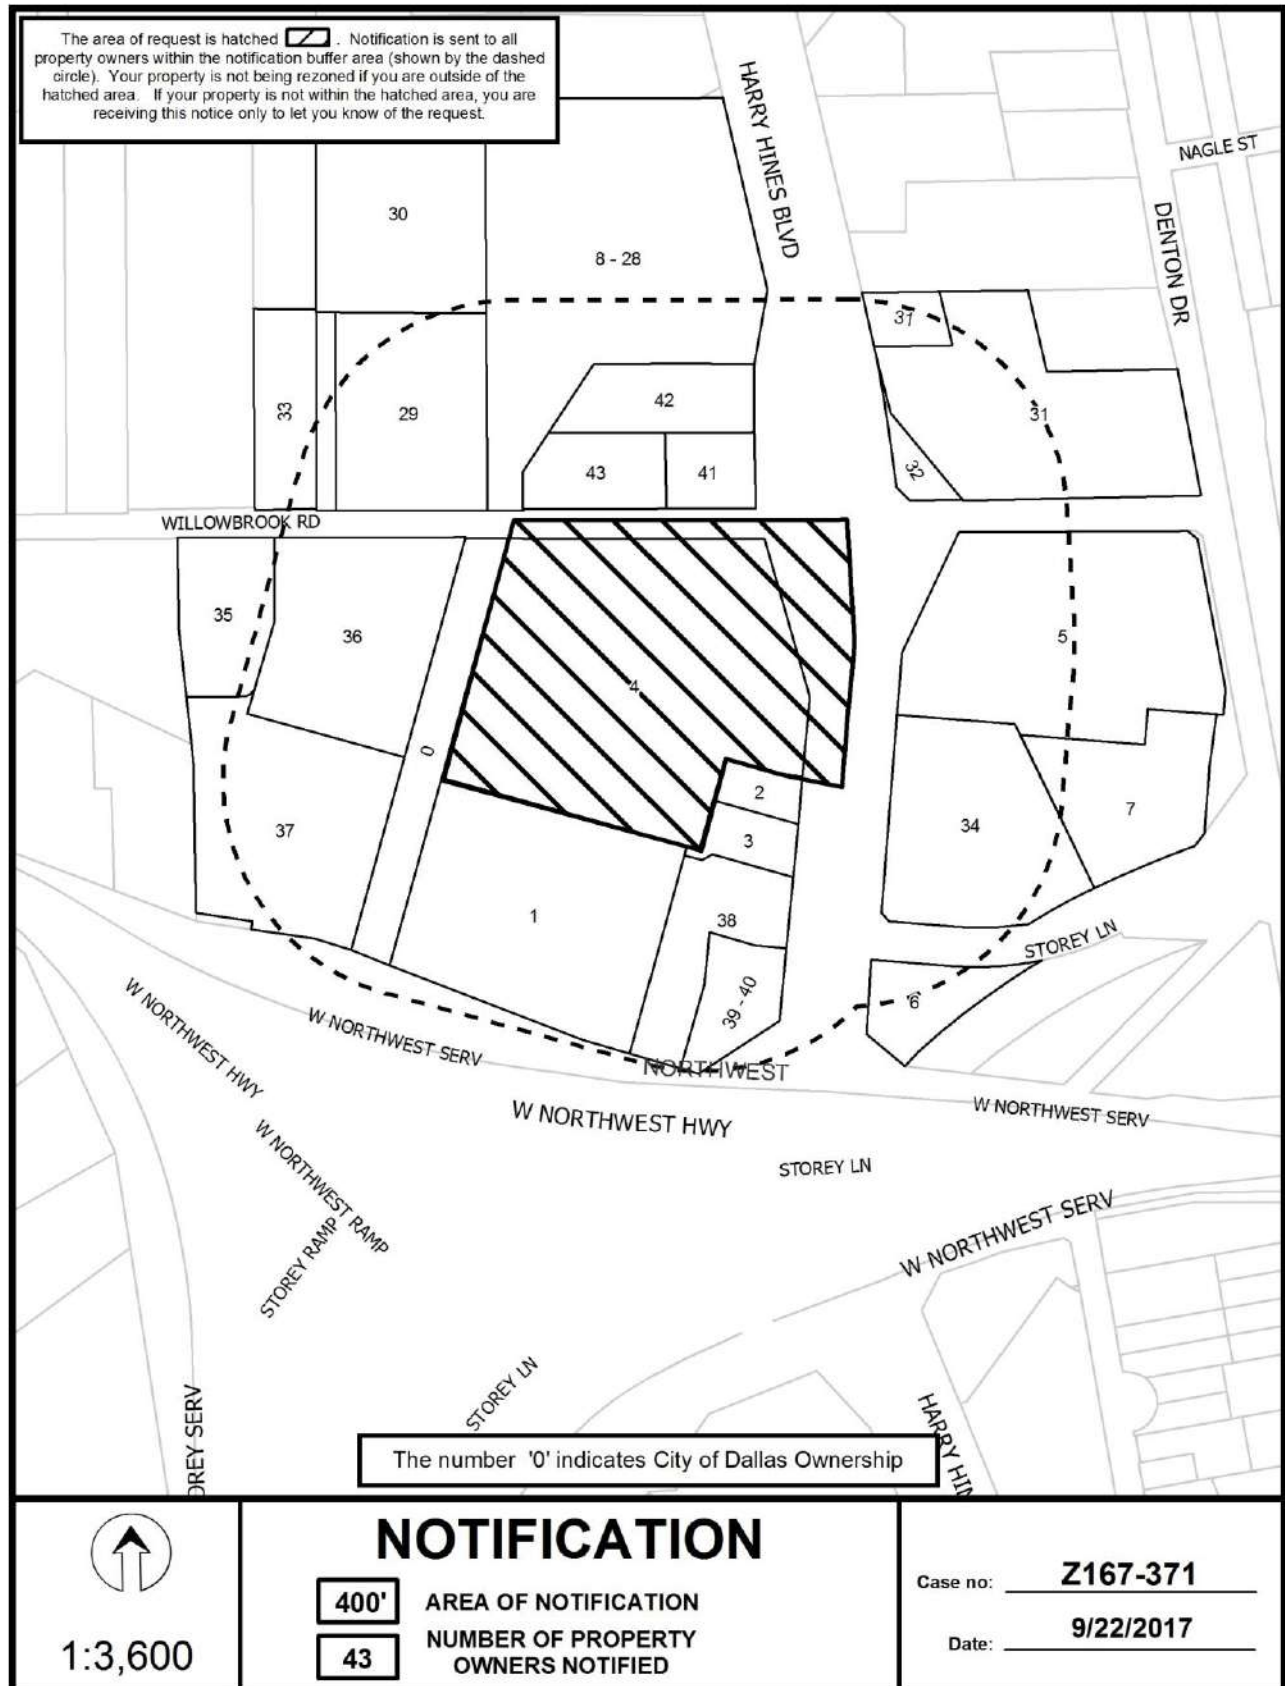 The area of request is hatched . Notification is sent to all
property owners within the notification buffer area (shown by the dashed
circle). Your property is not being rezoned if you are outside of the
hatched area. If your property is not within the hatched area, you are
receiving this notice only to let you know of the request.
HARRY HINES BLVD
NAGLE ST
DENTON DR
30
8 - 28
31
33
29
42
31
43
41
32
WILLOWBROOK RD
35
36
5
4
0
2
7
37
3
34
1
38
STOREY LN
39 - 40
6
W NORTHWEST HWY
W NORTHWEST SERV
NORTHWEST
W NORTHWEST HWY
W NORTHWEST SERV
W NORTHWEST RAMP
STOREY LN
STOREY RAMP
W NORTHWEST SERV
STOREY LN
OREY SERV
HARRY HIN
The number '0' indicates City of Dallas Ownership
1:3,600
NOTIFICATION
400' AREA OF NOTIFICATION
43 NUMBER OF PROPERTY
OWNERS NOTIFIED
Case no: Z167-371
Date: 9/22/2017